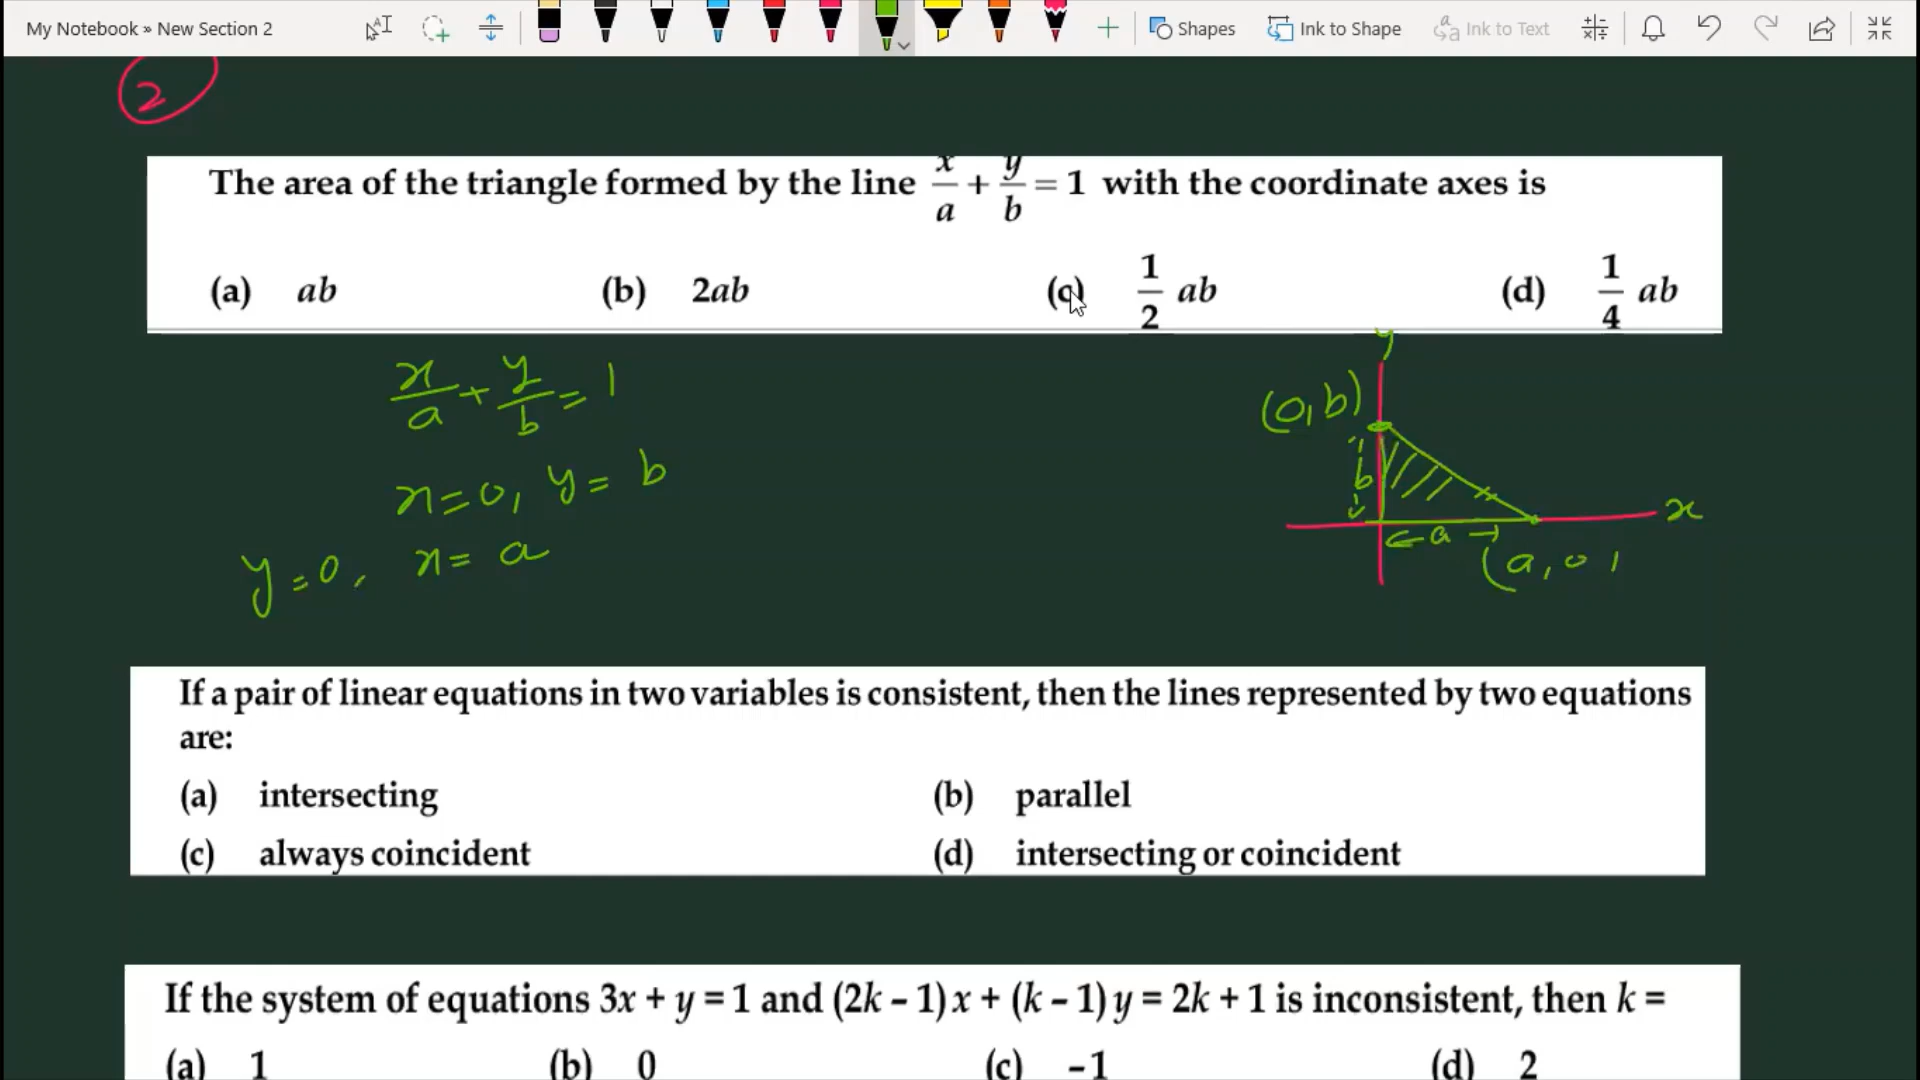 My Notebook » New Section 2
Shapes
Ink to Shape
Ink to Text
2
The area of the triangle formed by the line x/a + y/b = 1 with the coordinate axes is
(a) ab (b) 2ab (c) 1/2 ab (d) 1/4 ab
x/a + y/b = 1
x=0, y= b
y=0, x= a
y
(0,b)
b
x
a
(a,0)
If a pair of linear equations in two variables is consistent, then the lines represented by two equations
are:
(a) intersecting (b) parallel
(c) always coincident (d) intersecting or coincident
If the system of equations 3x + y = 1 and (2k – 1)x + (k – 1)y = 2k + 1 is inconsistent, then k =
(a) 1 (b) 0 (c) –1 (d) 2